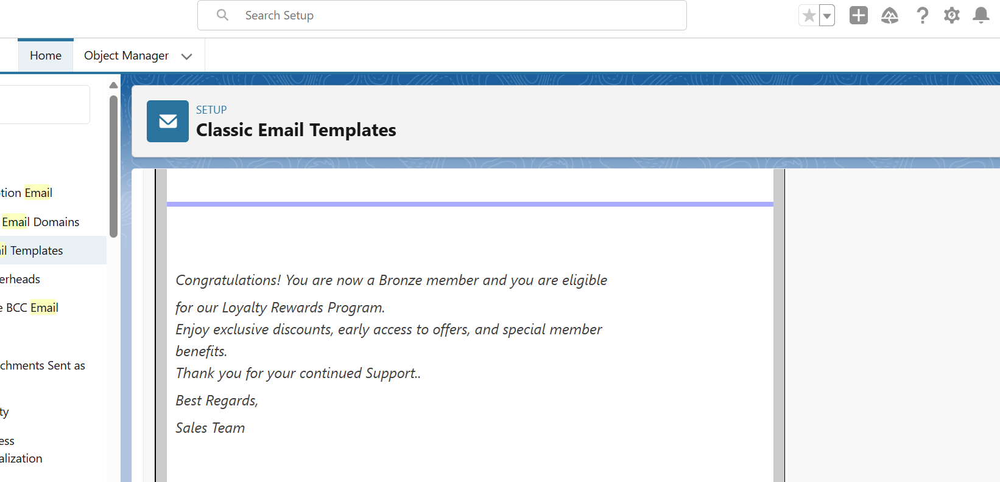 Search Setup
Home
Object Manager
SETUP
Classic Email Templates
tion Email
Email Domains
il Templates
erheads
e BCC Email
chments Sent as
ty
ess
alization
Congratulations! You are now a Bronze member and you are eligible
for our Loyalty Rewards Program.
Enjoy exclusive discounts, early access to offers, and special member
benefits.
Thank you for your continued Support..
Best Regards,
Sales Team